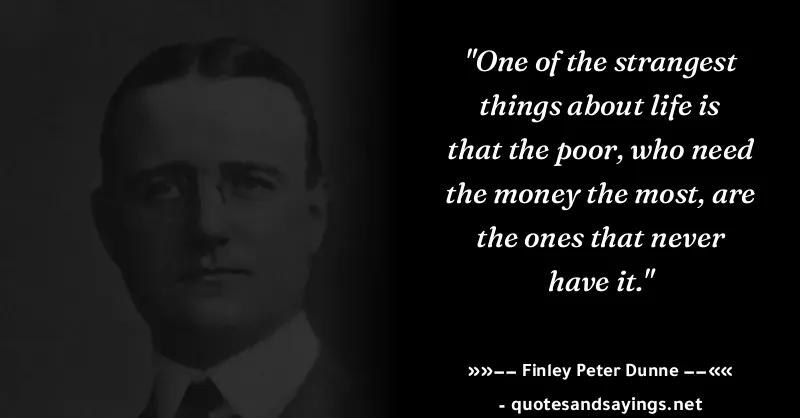 "One of the strangest
things about life is
that the poor, who need
the money the most, are
the ones that never
have it."
»»–– Finley Peter Dunne ––««
- quotesandsayings.net